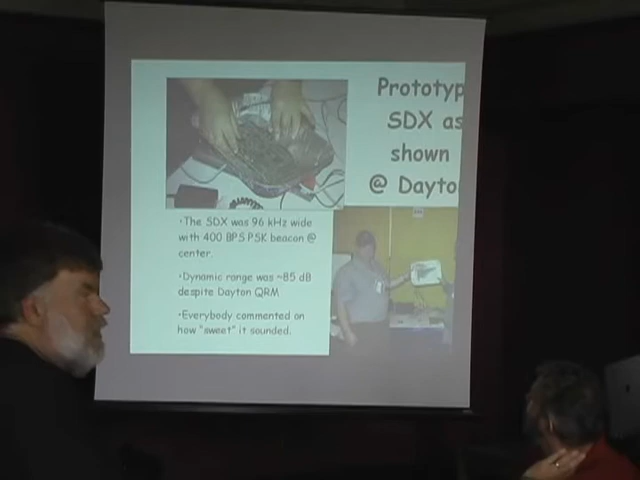 Prototyp
SDX as
shown
@ Dayto
•The SDX was 96 kHz wide
with 400 BPS PSK beacon @
center.
•Dynamic range was ~85 dB
despite Dayton QRM
•Everybody commented on
how "sweet" it sounded.